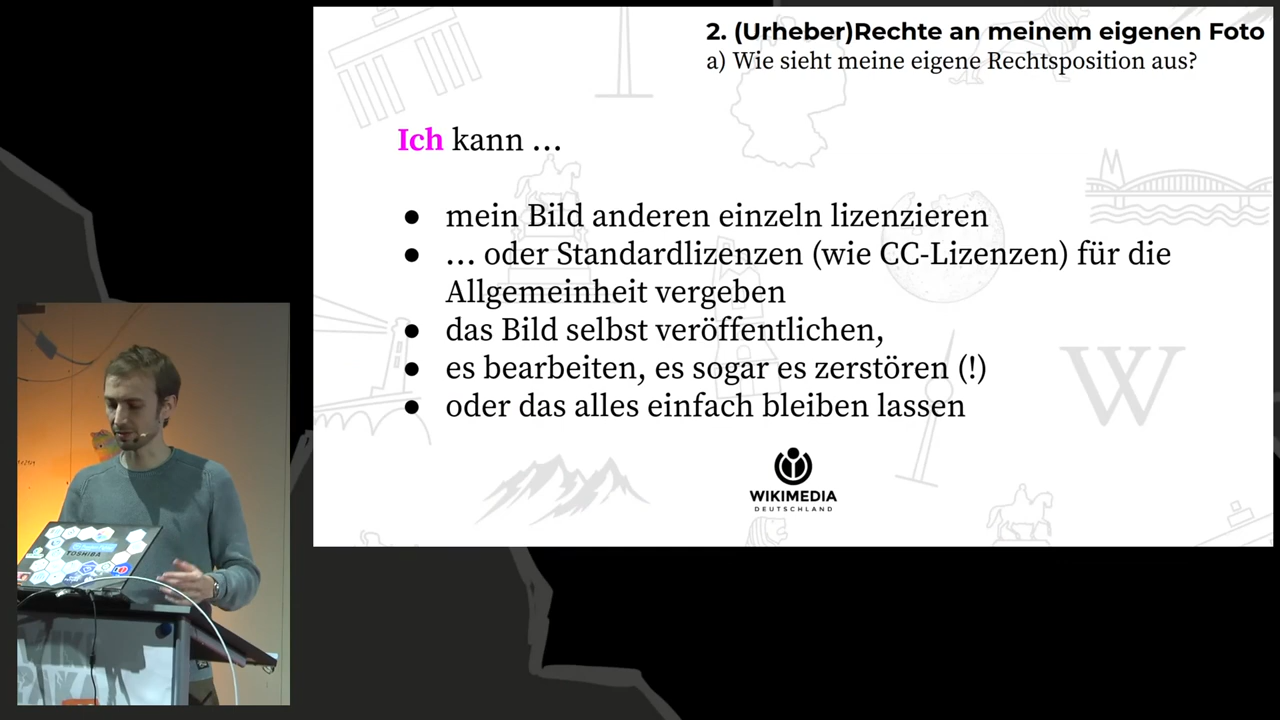 2. (Urheber)Rechte an meinem eigenen Foto
a) Wie sieht meine eigene Rechtsposition aus?
Ich kann …
● mein Bild anderen einzeln lizenzieren
● … oder Standardlizenzen (wie CC-Lizenzen) für die
Allgemeinheit vergeben
● das Bild selbst veröffentlichen,
● es bearbeiten, es sogar es zerstören (!)
● oder das alles einfach bleiben lassen
W
WIKIMEDIA
DEUTSCHLAND
TOSHIBA